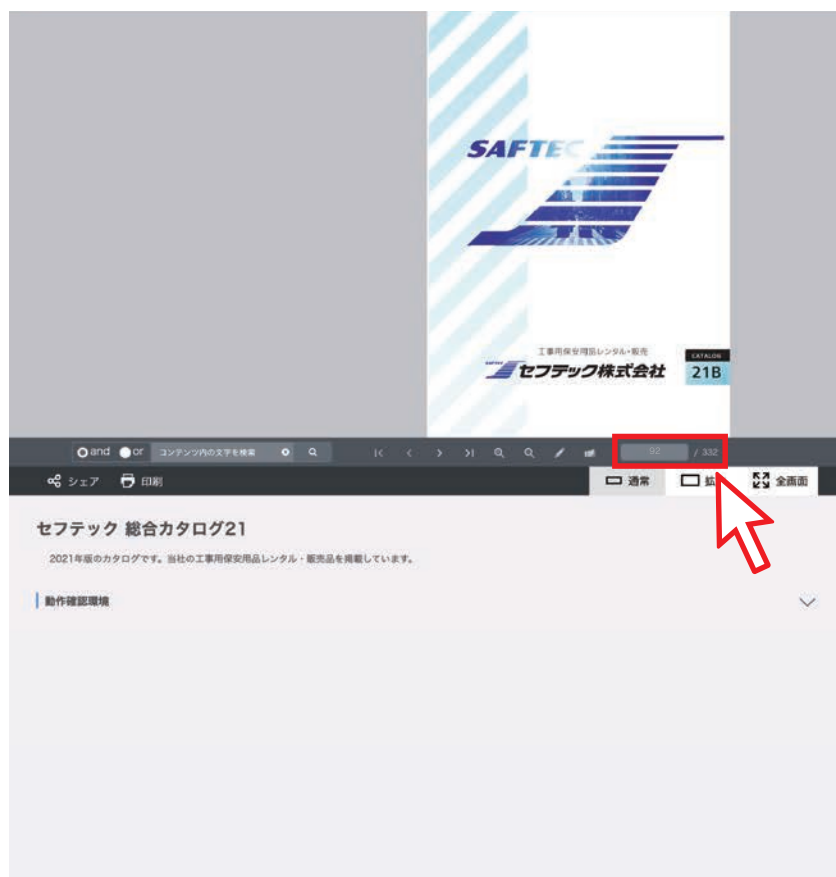 SAFTEC
工事用保安用品レンタル・販売
セフテック株式会社
CATALOG
21B
and or コンテンツ内の文字を検索
92 / 332
シェア 印刷
通常 拡 全画面
セフテック 総合カタログ21
2021年版のカタログです。当社の工事用保安用品レンタル・販売品を掲載しています。
動作確認環境